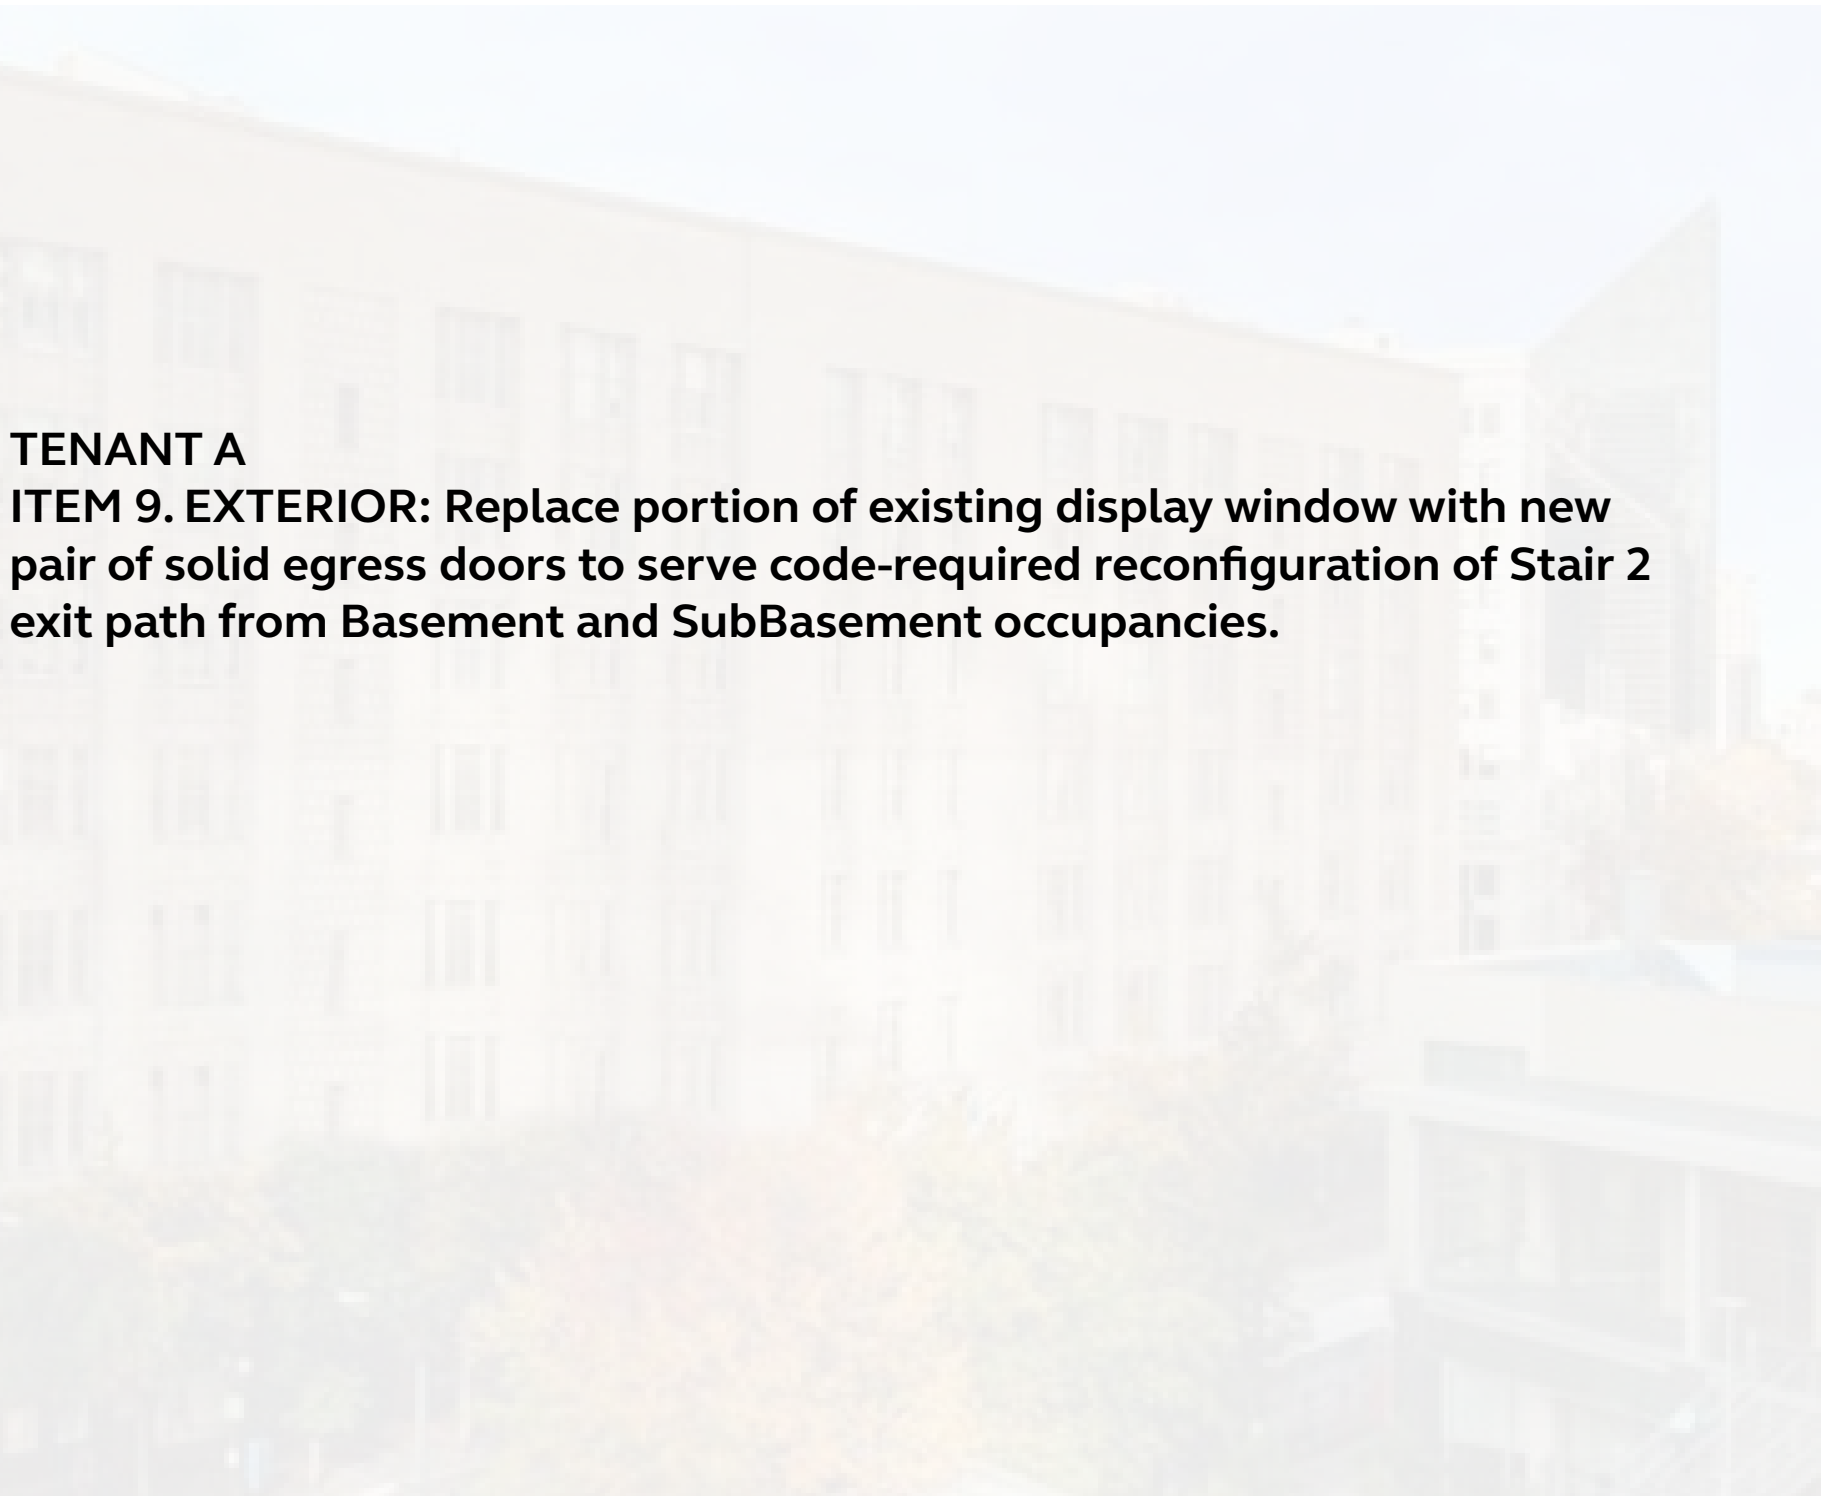 TENANT A
ITEM 9. EXTERIOR: Replace portion of existing display window with new
pair of solid egress doors to serve code-required reconfiguration of Stair 2
exit path from Basement and SubBasement occupancies.